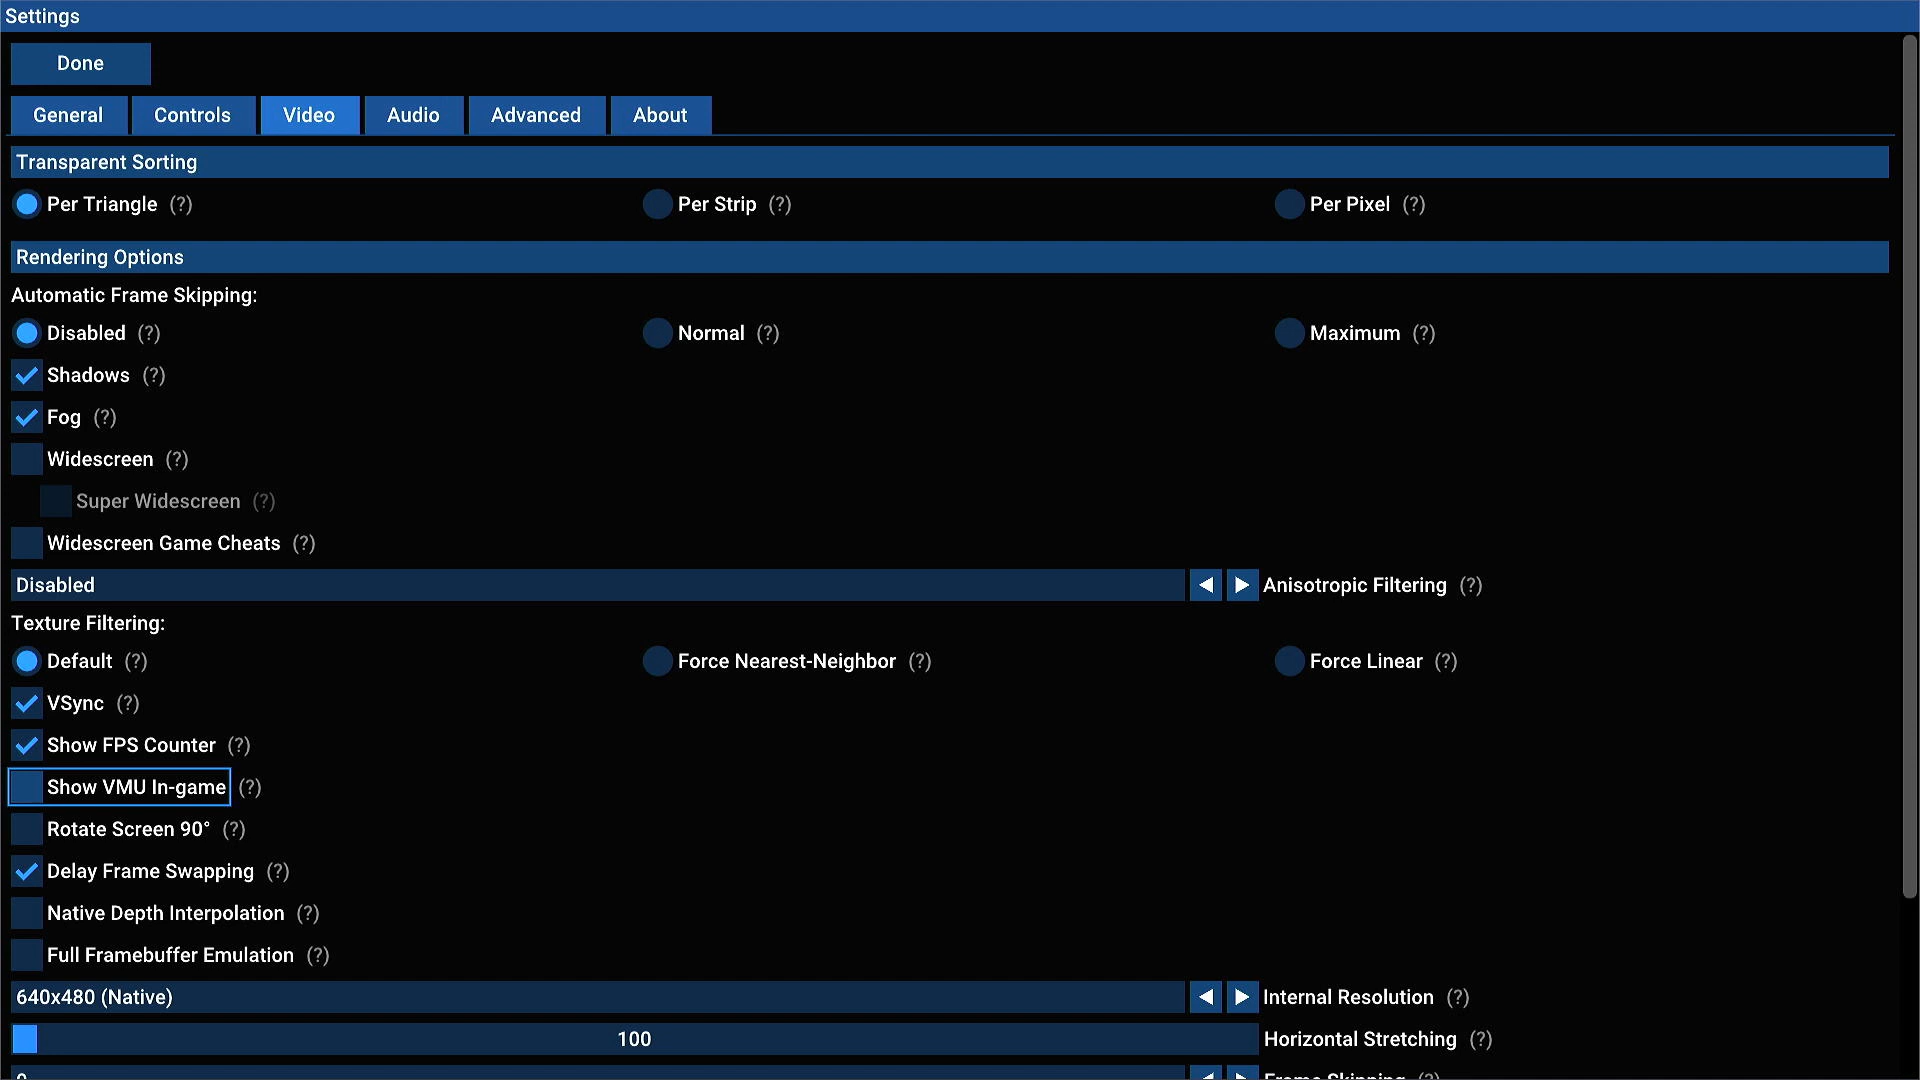 Settings
Done
General Controls Video Audio Advanced About
Transparent Sorting
Per Triangle (?) Per Strip (?) Per Pixel (?)
Rendering Options
Automatic Frame Skipping:
Disabled (?) Normal (?) Maximum (?)
Shadows (?)
Fog (?)
Widescreen (?)
Super Widescreen (?)
Widescreen Game Cheats (?)
Disabled Anisotropic Filtering (?)
Texture Filtering:
Default (?) Force Nearest-Neighbor (?) Force Linear (?)
VSync (?)
Show FPS Counter (?)
Show VMU In-game (?)
Rotate Screen 90° (?)
Delay Frame Swapping (?)
Native Depth Interpolation (?)
Full Framebuffer Emulation (?)
640x480 (Native) Internal Resolution (?)
100 Horizontal Stretching (?)
Frame Skipping (?)